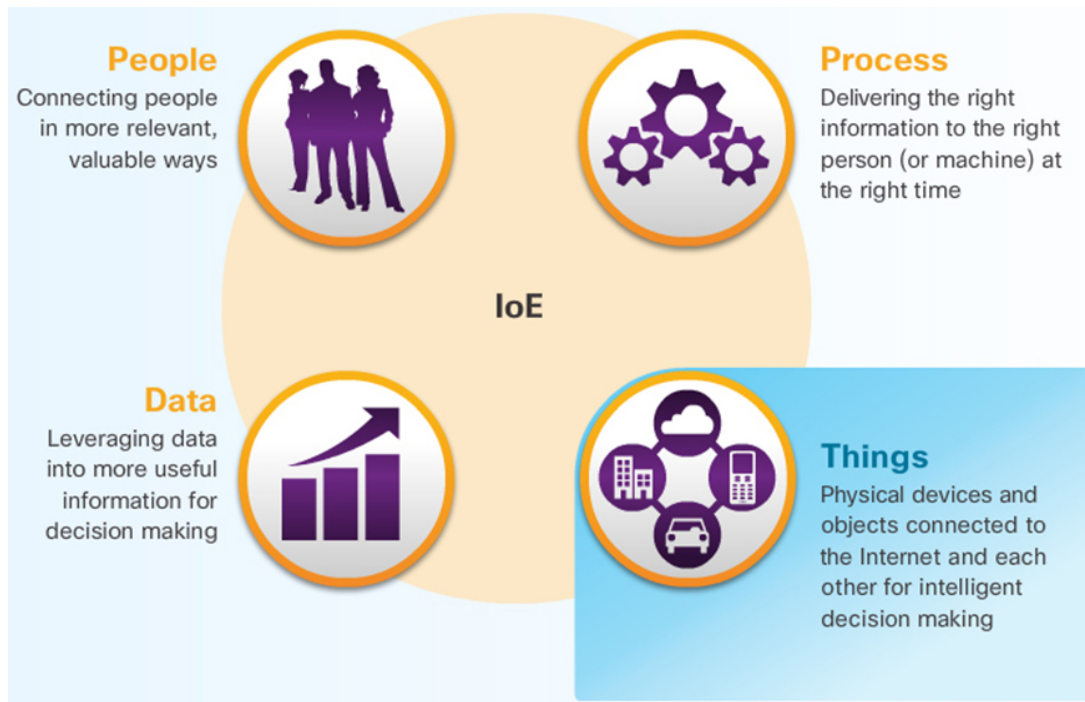 People
Connecting people
in more relevant,
valuable ways
Process
Delivering the right
information to the right
person (or machine) at
the right time
IoE
Data
Leveraging data
into more useful
information for
decision making
Things
Physical devices and
objects connected to
the Internet and each
other for intelligent
decision making